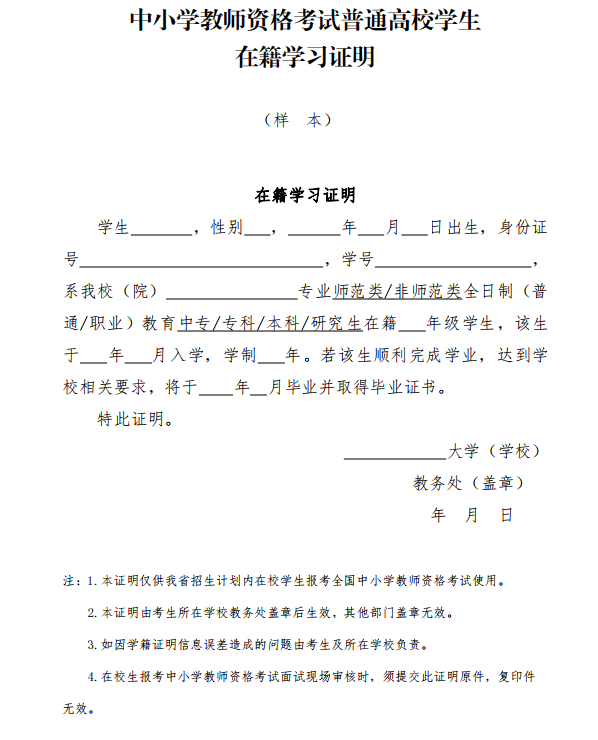 中小学教师资格考试普通高校学生
在籍学习证明
（样　本）
在籍学习证明
学生_______，性别___，______年___月___日出生，身份证
号____________________________，学号__________________，
系我校（院）_______________专业师范类/非师范类全日制（普
通/职业）教育中专/专科/本科/研究生在籍___年级学生，该生
于___年___月入学，学制___年。若该生顺利完成学业，达到学
校相关要求，将于____年__月毕业并取得毕业证书。
特此证明。
____________大学（学校）
教务处（盖章）
年　月　日
注：1.本证明仅供我省招生计划内在校学生报考全国中小学教师资格考试使用。
2.本证明由考生所在学校教务处盖章后生效，其他部门盖章无效。
3.如因学籍证明信息误差造成的问题由考生及所在学校负责。
4.在校生报考中小学教师资格考试面试现场审核时，须提交此证明原件，复印件
无效。